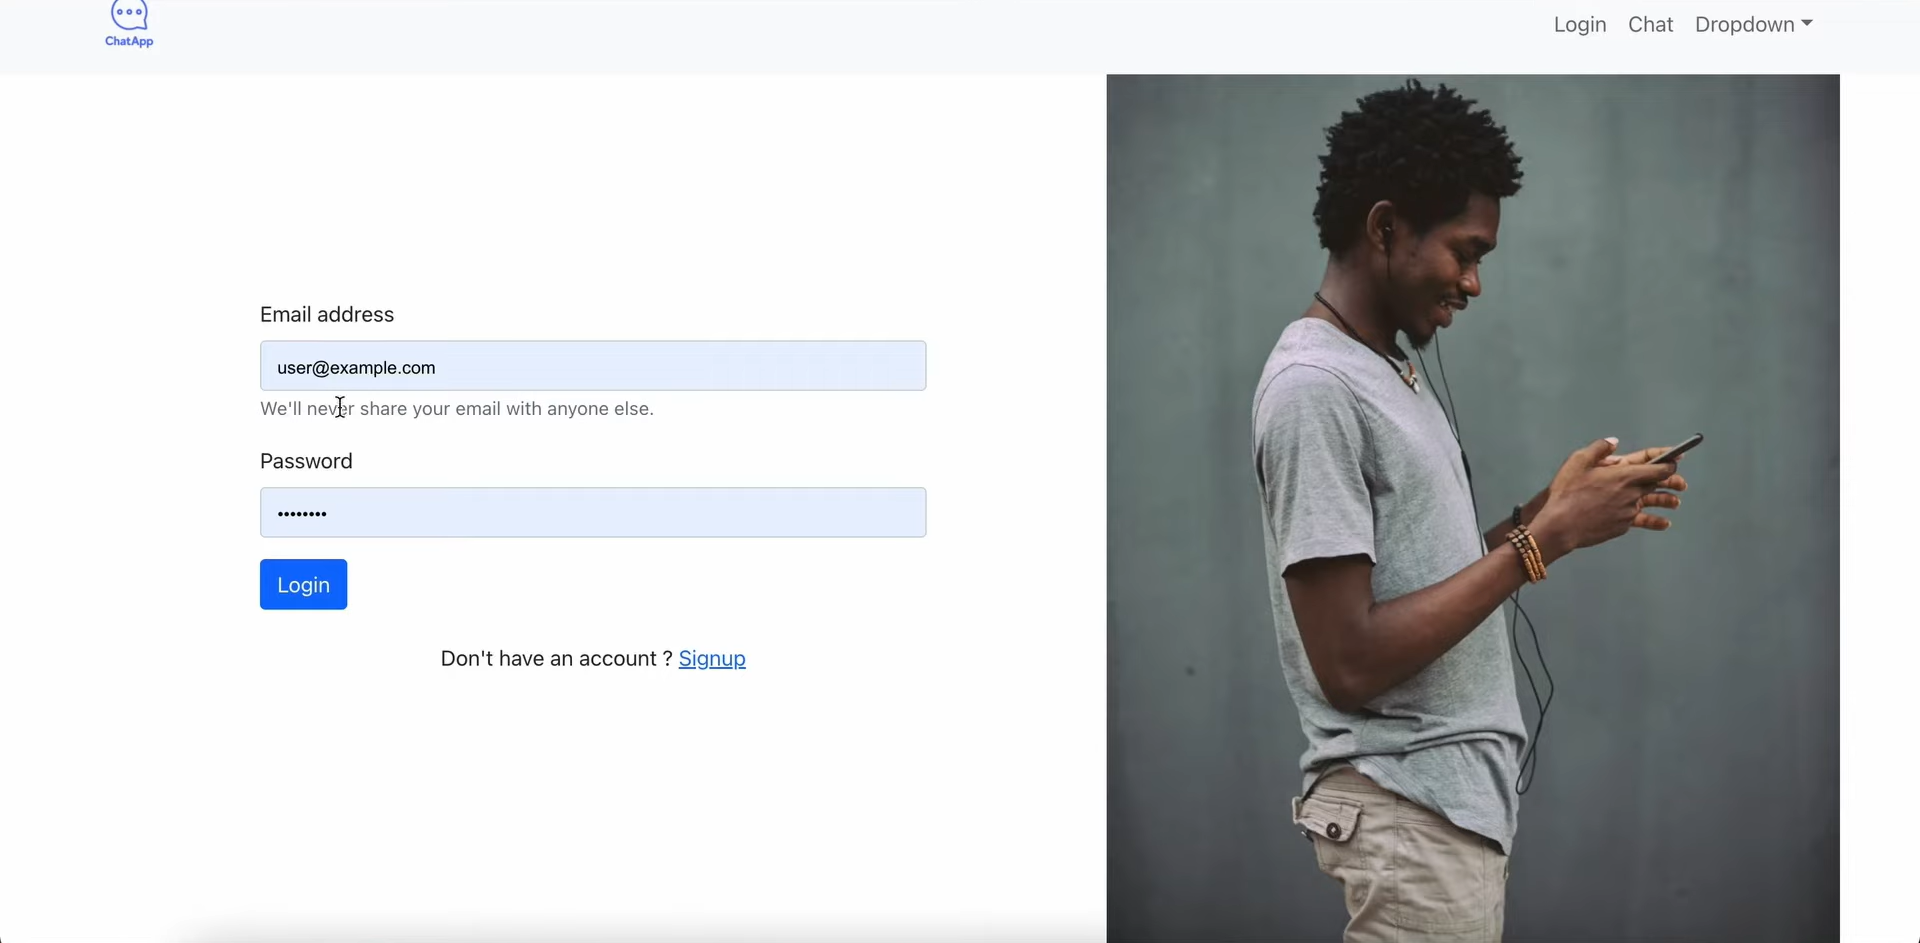 ChatApp
Login Chat Dropdown
Email address
user@example.com
We'll never share your email with anyone else.
Password
••••••••
Login
Don't have an account ? Signup